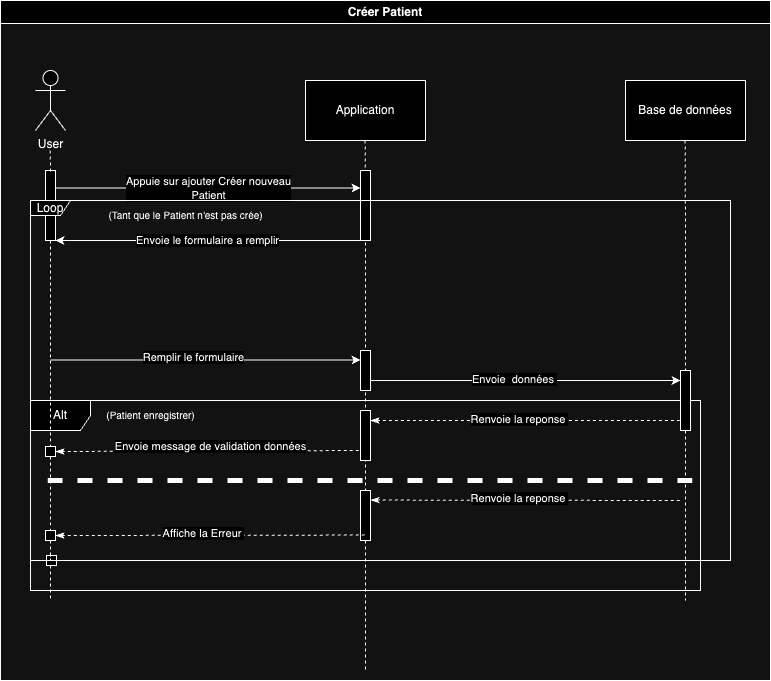 Créer Patient
Application
Base de données
User
Appuie sur ajouter Créer nouveau
Patient
Loop
(Tant que le Patient n'est pas crée)
Envoie le formulaire a remplir
Remplir le formulaire
Envoie données
Alt
(Patient enregistrer)
Renvoie la reponse
Envoie message de validation données
Renvoie la reponse
Affiche la Erreur